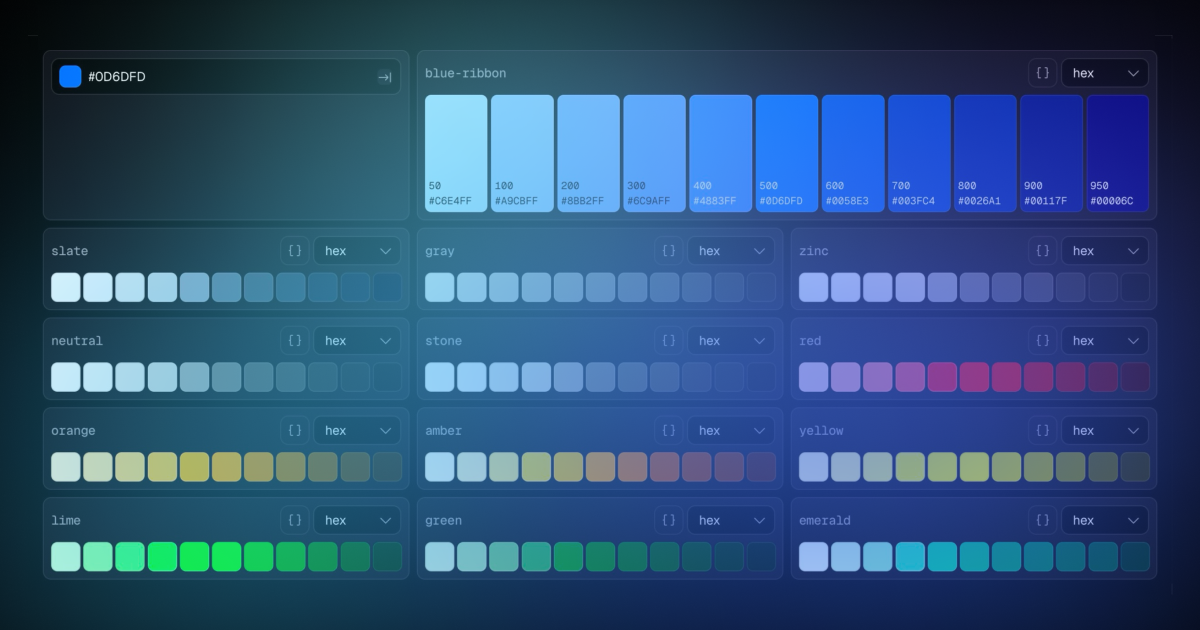 #0D6DFD
blue-ribbon
{} hex
50 100 200 300 400 500 600 700 800 900 950
#C6E4FF #A9CBFF #8BB2FF #6C9AFF #4883FF #0D6DFD #0058E3 #003FC4 #0026A1 #00117F #00006C
slate {} hex
gray {} hex
zinc {} hex
neutral {} hex
stone {} hex
red {} hex
orange {} hex
amber {} hex
yellow {} hex
lime {} hex
green {} hex
emerald {} hex